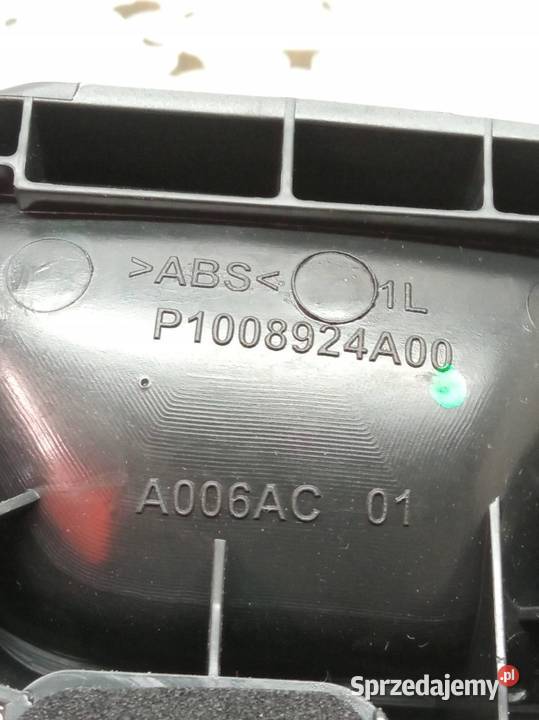 >ABS< 1L
P1008924A00
A006AC 01
Sprzedajemy.pl